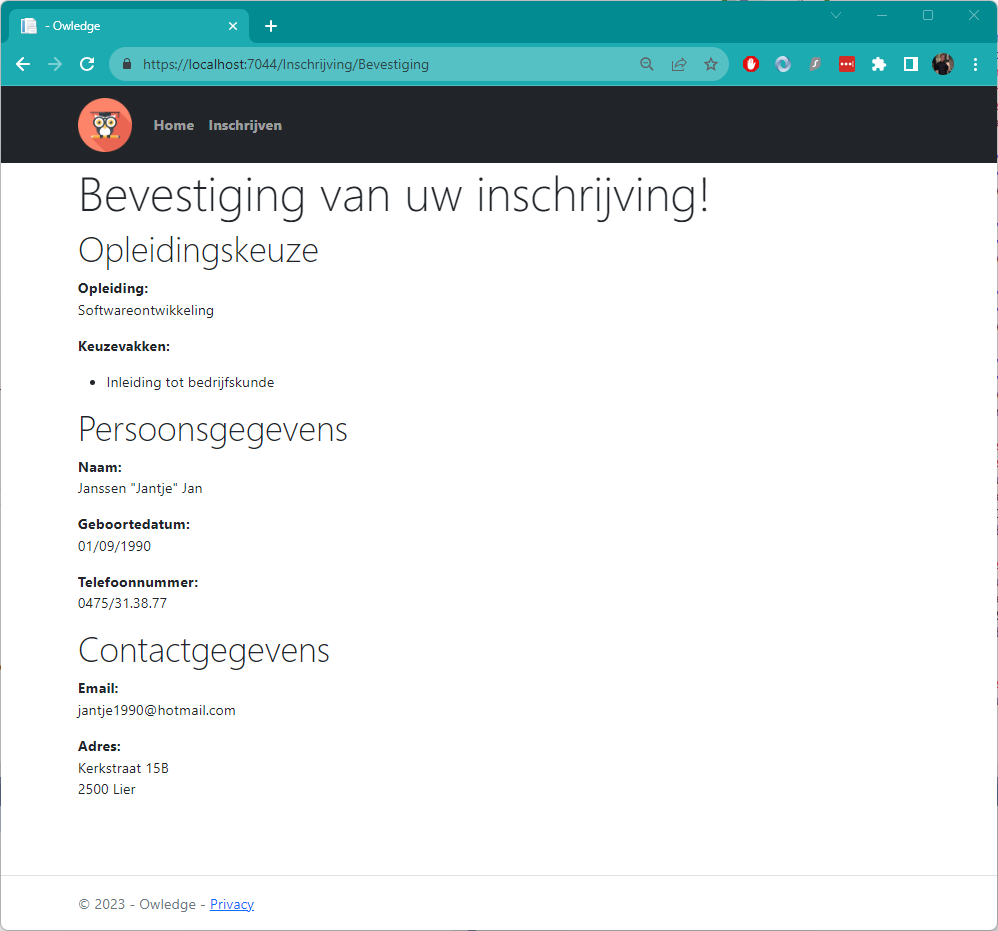 - Owledge
https://localhost:7044/Inschrijving/Bevestiging
Home Inschrijven
Bevestiging van uw inschrijving!
Opleidingskeuze
Opleiding:
Softwareontwikkeling
Keuzevakken:
• Inleiding tot bedrijfskunde
Persoonsgegevens
Naam:
Janssen "Jantje" Jan
Geboortedatum:
01/09/1990
Telefoonnummer:
0475/31.38.77
Contactgegevens
Email:
jantje1990@hotmail.com
Adres:
Kerkstraat 15B
2500 Lier
© 2023 - Owledge - Privacy